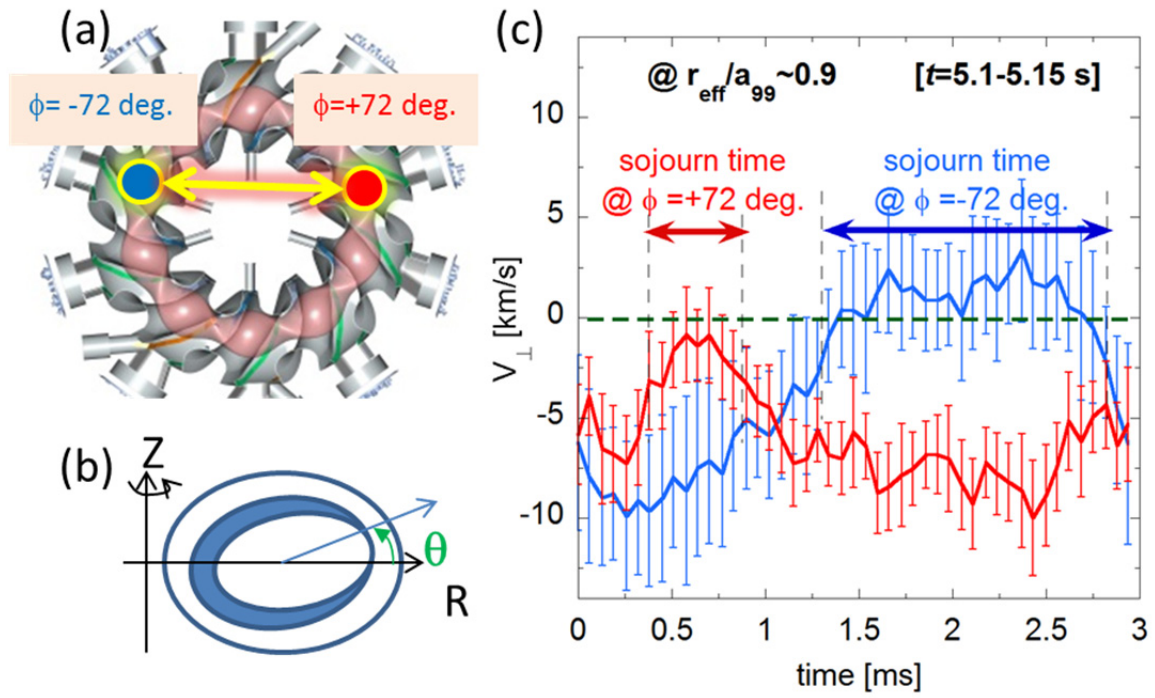 (a)
ϕ= -72 deg.
ϕ=+72 deg.
(b)
Z
θ
R
(c)
@ r_eff/a_99~0.9
[t=5.1-5.15 s]
sojourn time
@ ϕ =+72 deg.
sojourn time
@ ϕ =-72 deg.
V_⊥ [km/s]
10
5
0
-5
-10
0
0.5
1
1.5
2
2.5
3
time [ms]